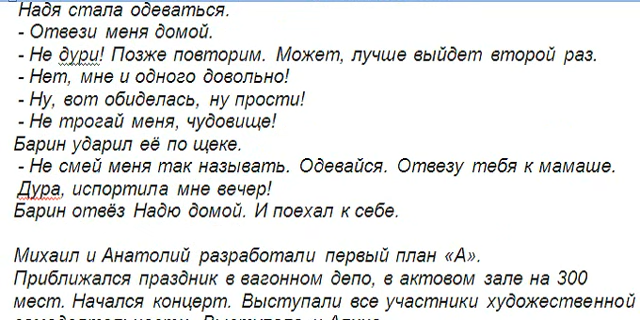 Надя стала одеваться.
- Отвези меня домой.
- Не дури! Позже повторим. Может, лучше выйдет второй раз.
- Нет, мне и одного довольно!
- Ну, вот обиделась, ну прости!
- Не трогай меня, чудовище!
Барин ударил её по щеке.
- Не смей меня так называть. Одевайся. Отвезу тебя к мамаше.
Дура, испортила мне вечер!
Барин отвёз Надю домой. И поехал к себе.
Михаил и Анатолий разработали первый план «А».
Приближался праздник в вагонном депо, в актовом зале на 300
мест. Начался концерт. Выступали все участники художественной